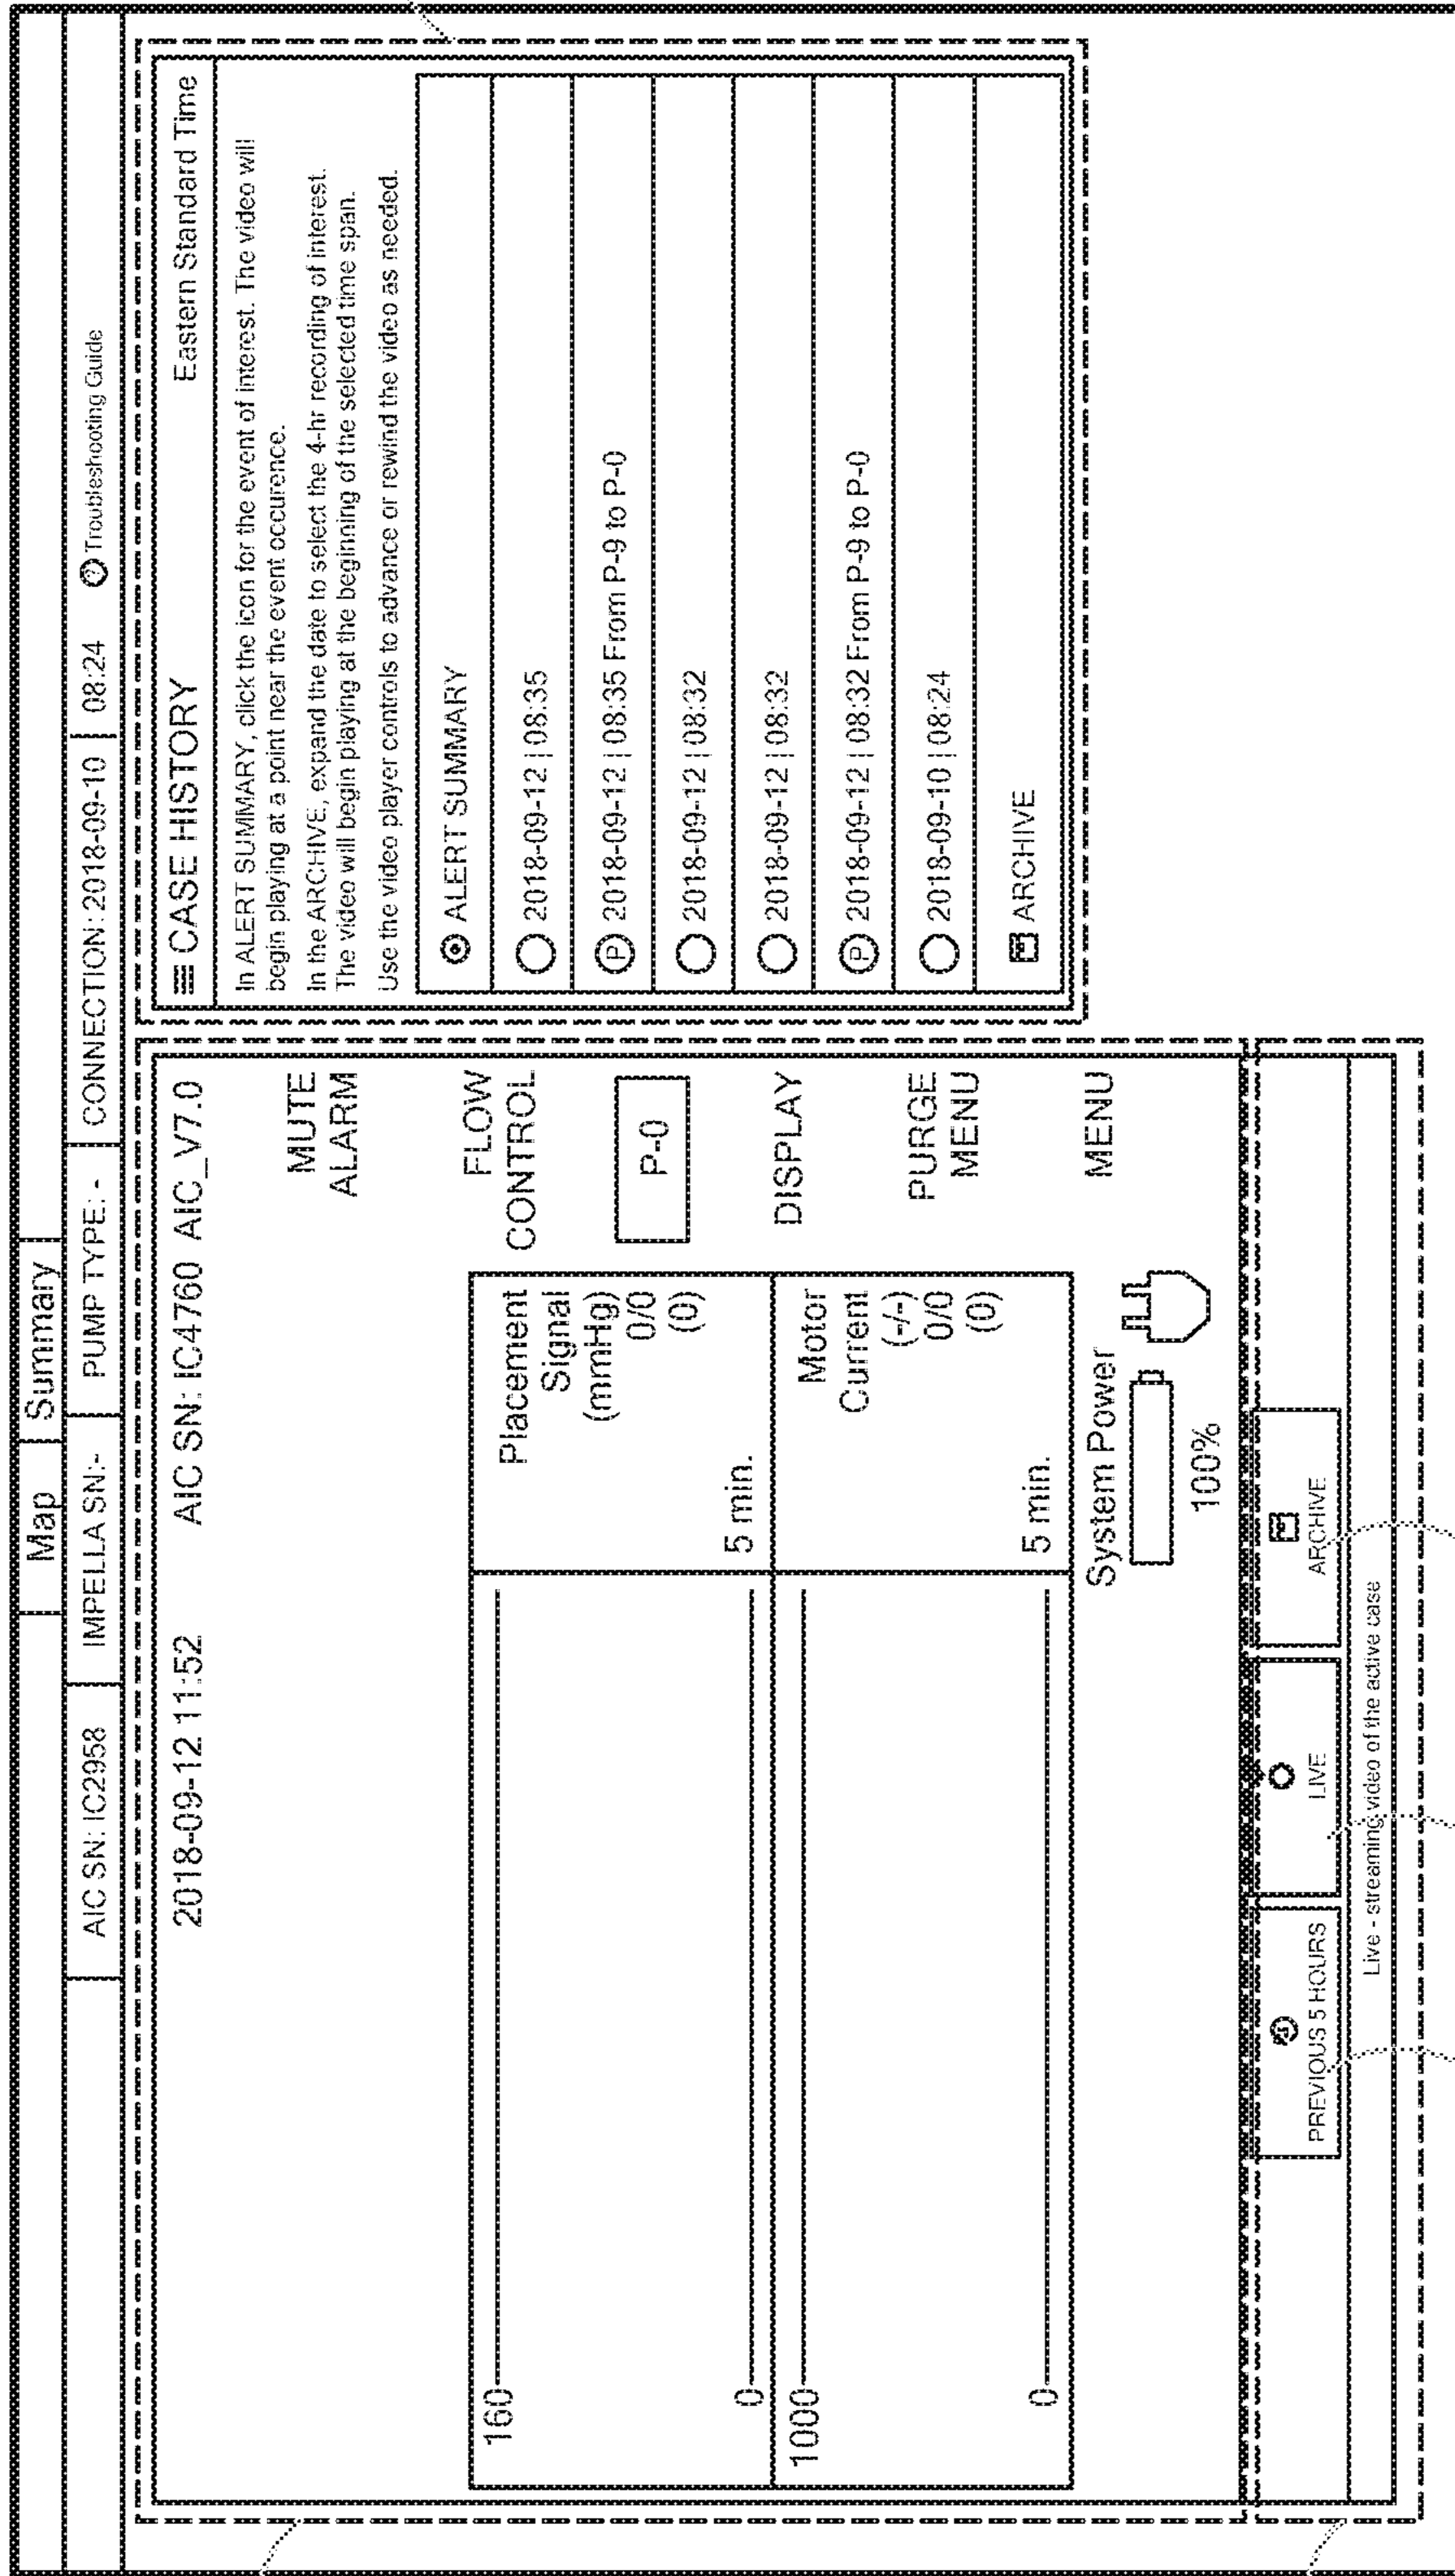 Map Summary
AIC SN: IC2958 IMPELLA SN:- PUMP TYPE: - CONNECTION: 2018-09-10 | 08:24 Troubleshooting Guide
2018-09-12 11:52 AIC SN: IC4760 AIC_V7.0
MUTE
ALARM
FLOW
CONTROL
P-0
DISPLAY
PURGE
MENU
MENU
160
0
Placement
Signal
(mmHg)
0/0
(0)
5 min.
1000
0
Motor
Current
(-/-)
0/0
(0)
5 min.
System Power
100%
PREVIOUS 5 HOURS
LIVE
ARCHIVE
Live - streaming video of the active case
CASE HISTORY Eastern Standard Time
In ALERT SUMMARY, click the icon for the event of interest. The video will
begin playing at a point near the event occurence.
In the ARCHIVE, expand the date to select the 4-hr recording of interest.
The video will begin playing at the beginning of the selected time span.
Use the video player controls to advance or rewind the video as needed.
ALERT SUMMARY
2018-09-12 | 08:35
P 2018-09-12 | 08:35 From P-9 to P-0
2018-09-12 | 08:32
2018-09-12 | 08:32
P 2018-09-12 | 08:32 From P-9 to P-0
2018-09-10 | 08:24
ARCHIVE